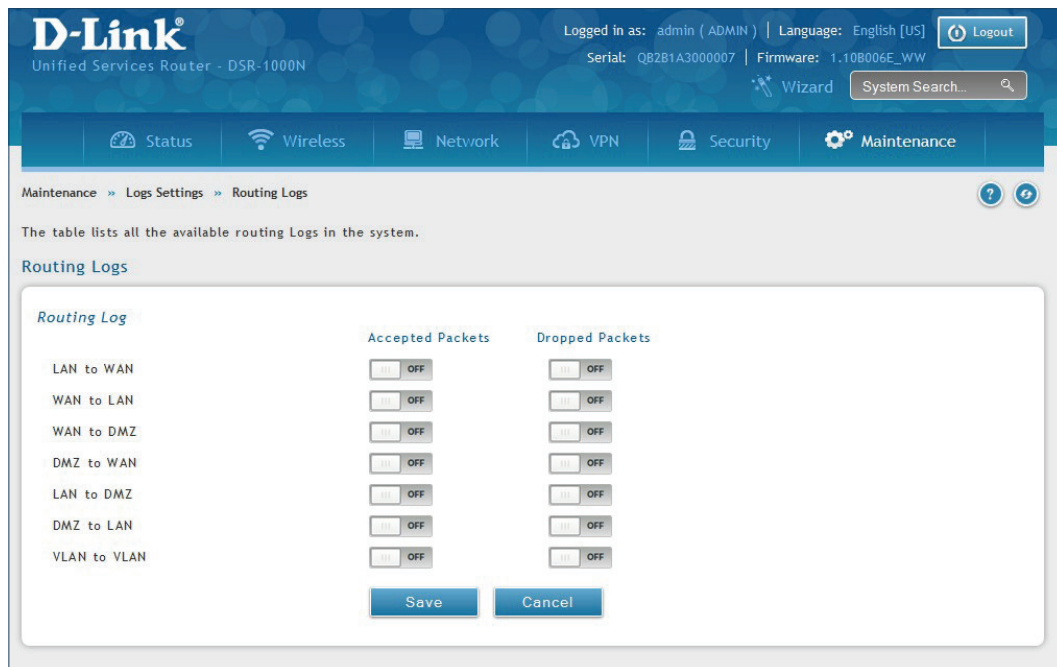 D-Link®
Unified Services Router - DSR-1000N
Logged in as: admin ( ADMIN ) | Language: English [US]
Logout
Serial: QB2B1A3000007 | Firmware: 1.10B006E_WW
Wizard
System Search...
Status
Wireless
Network
VPN
Security
Maintenance
Maintenance » Logs Settings » Routing Logs
?
The table lists all the available routing Logs in the system.
Routing Logs
Routing Log
Accepted Packets Dropped Packets
LAN to WAN OFF OFF
WAN to LAN OFF OFF
WAN to DMZ OFF OFF
DMZ to WAN OFF OFF
LAN to DMZ OFF OFF
DMZ to LAN OFF OFF
VLAN to VLAN OFF OFF
Save Cancel